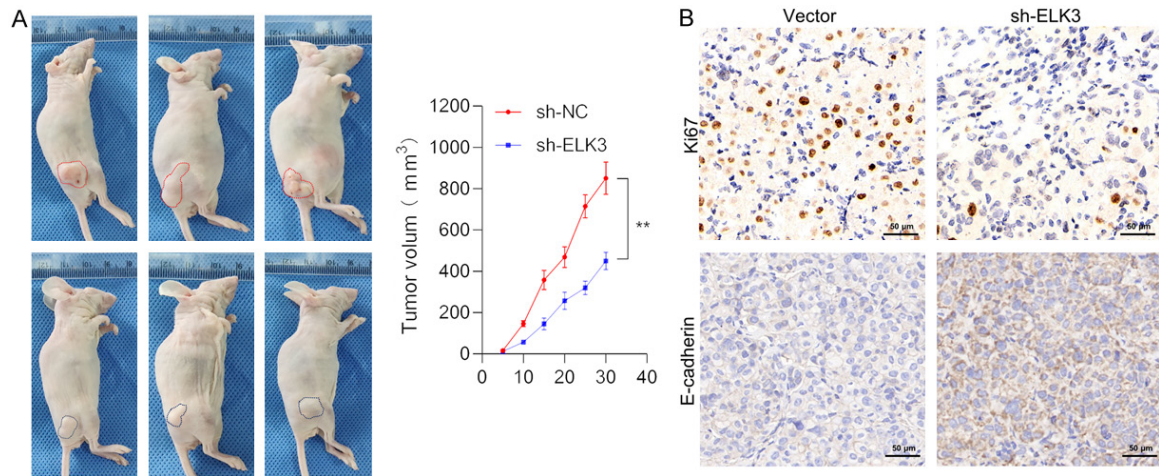 A
sh-NC
sh-ELK3
Tumor volum ( mm³)
1200
1000
800
600
400
200
0
0 10 20 30 40
**
B
Vector sh-ELK3
Ki67
50 μm 50 μm
E-cadherin
50 μm 50 μm